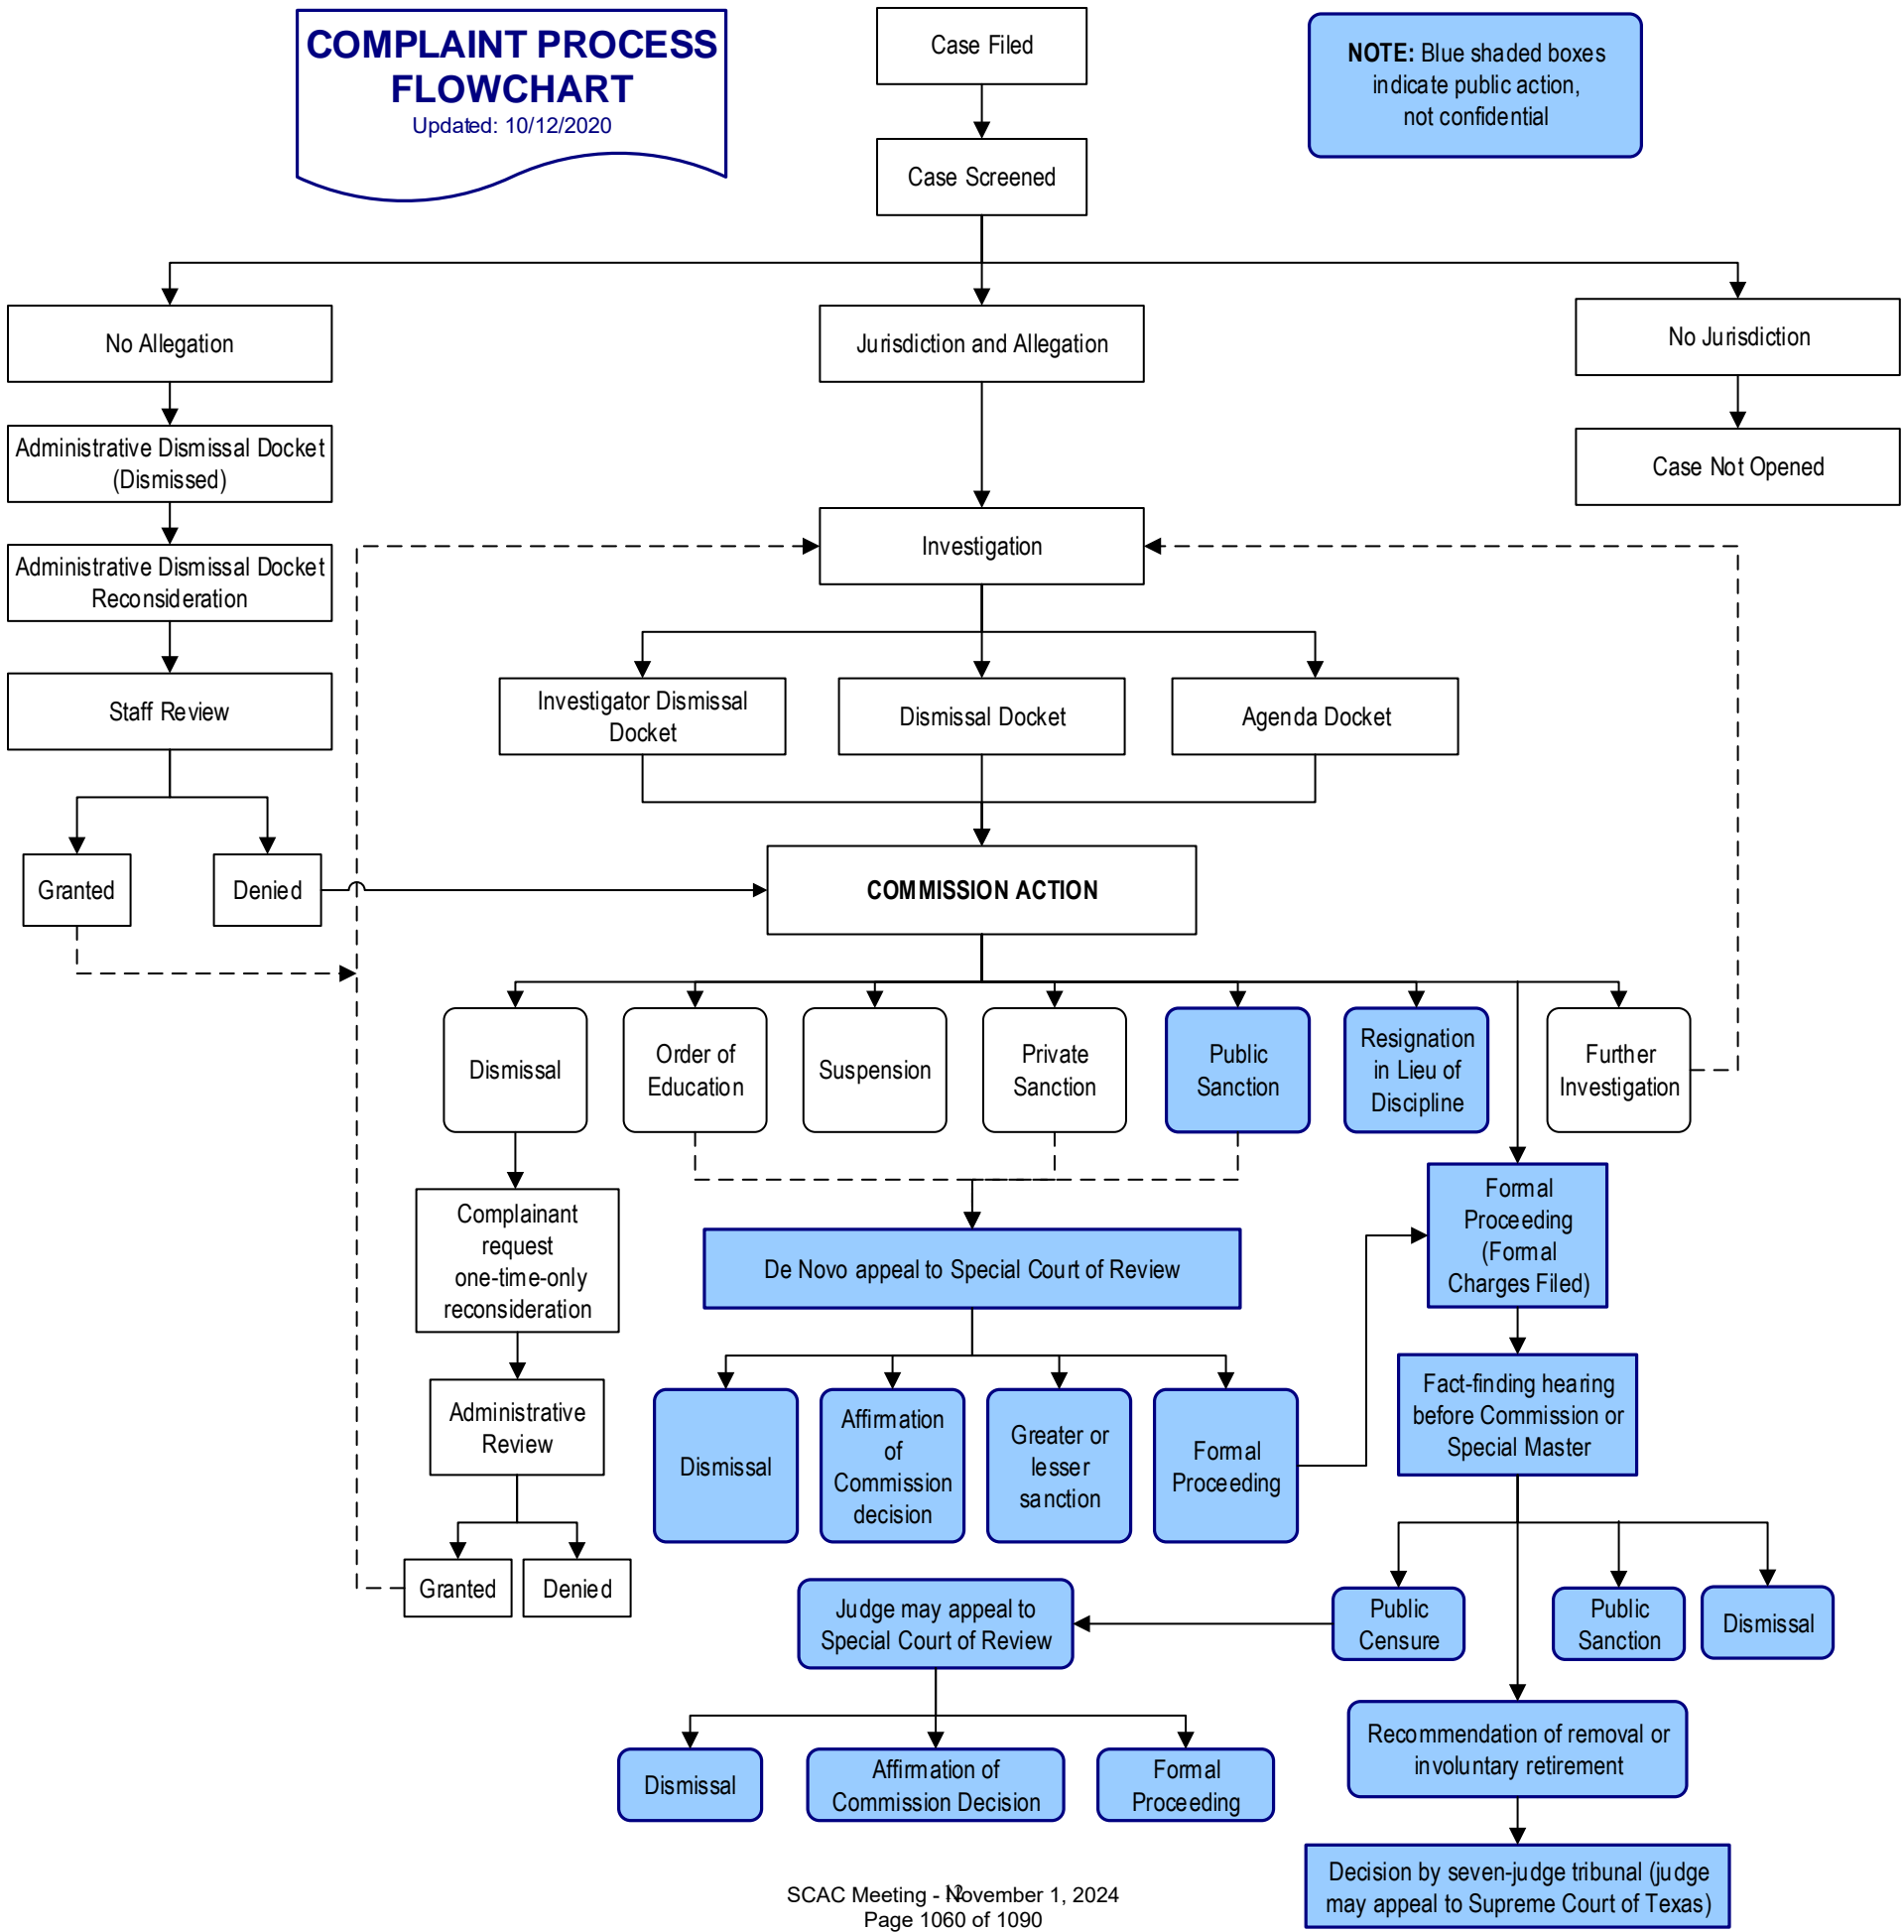 COMPLAINT PROCESS
FLOWCHART
Updated: 10/12/2020
Case Filed
NOTE: Blue shaded boxes
indicate public action,
not confidential
Case Screened
No Allegation
Jurisdiction and Allegation
No Jurisdiction
Administrative Dismissal Docket
(Dismissed)
Case Not Opened
Administrative Dismissal Docket
Reconsideration
Investigation
Staff Review
Investigator Dismissal
Docket
Dismissal Docket
Agenda Docket
Granted
Denied
COMMISSION ACTION
Dismissal
Order of
Education
Suspension
Private
Sanction
Public
Sanction
Resignation
in Lieu of
Discipline
Further
Investigation
Complainant
request
one-time-only
reconsideration
De Novo appeal to Special Court of Review
Formal
Proceeding
(Formal
Charges Filed)
Administrative
Review
Dismissal
Affirmation
of
Commission
decision
Greater or
lesser
sanction
Formal
Proceeding
Fact-finding hearing
before Commission or
Special Master
Granted
Denied
Judge may appeal to
Special Court of Review
Public
Censure
Public
Sanction
Dismissal
Dismissal
Affirmation of
Commission Decision
Formal
Proceeding
Recommendation of removal or
involuntary retirement
Decision by seven-judge tribunal (judge
may appeal to Supreme Court of Texas)
12
SCAC Meeting - November 1, 2024
Page 1060 of 1090